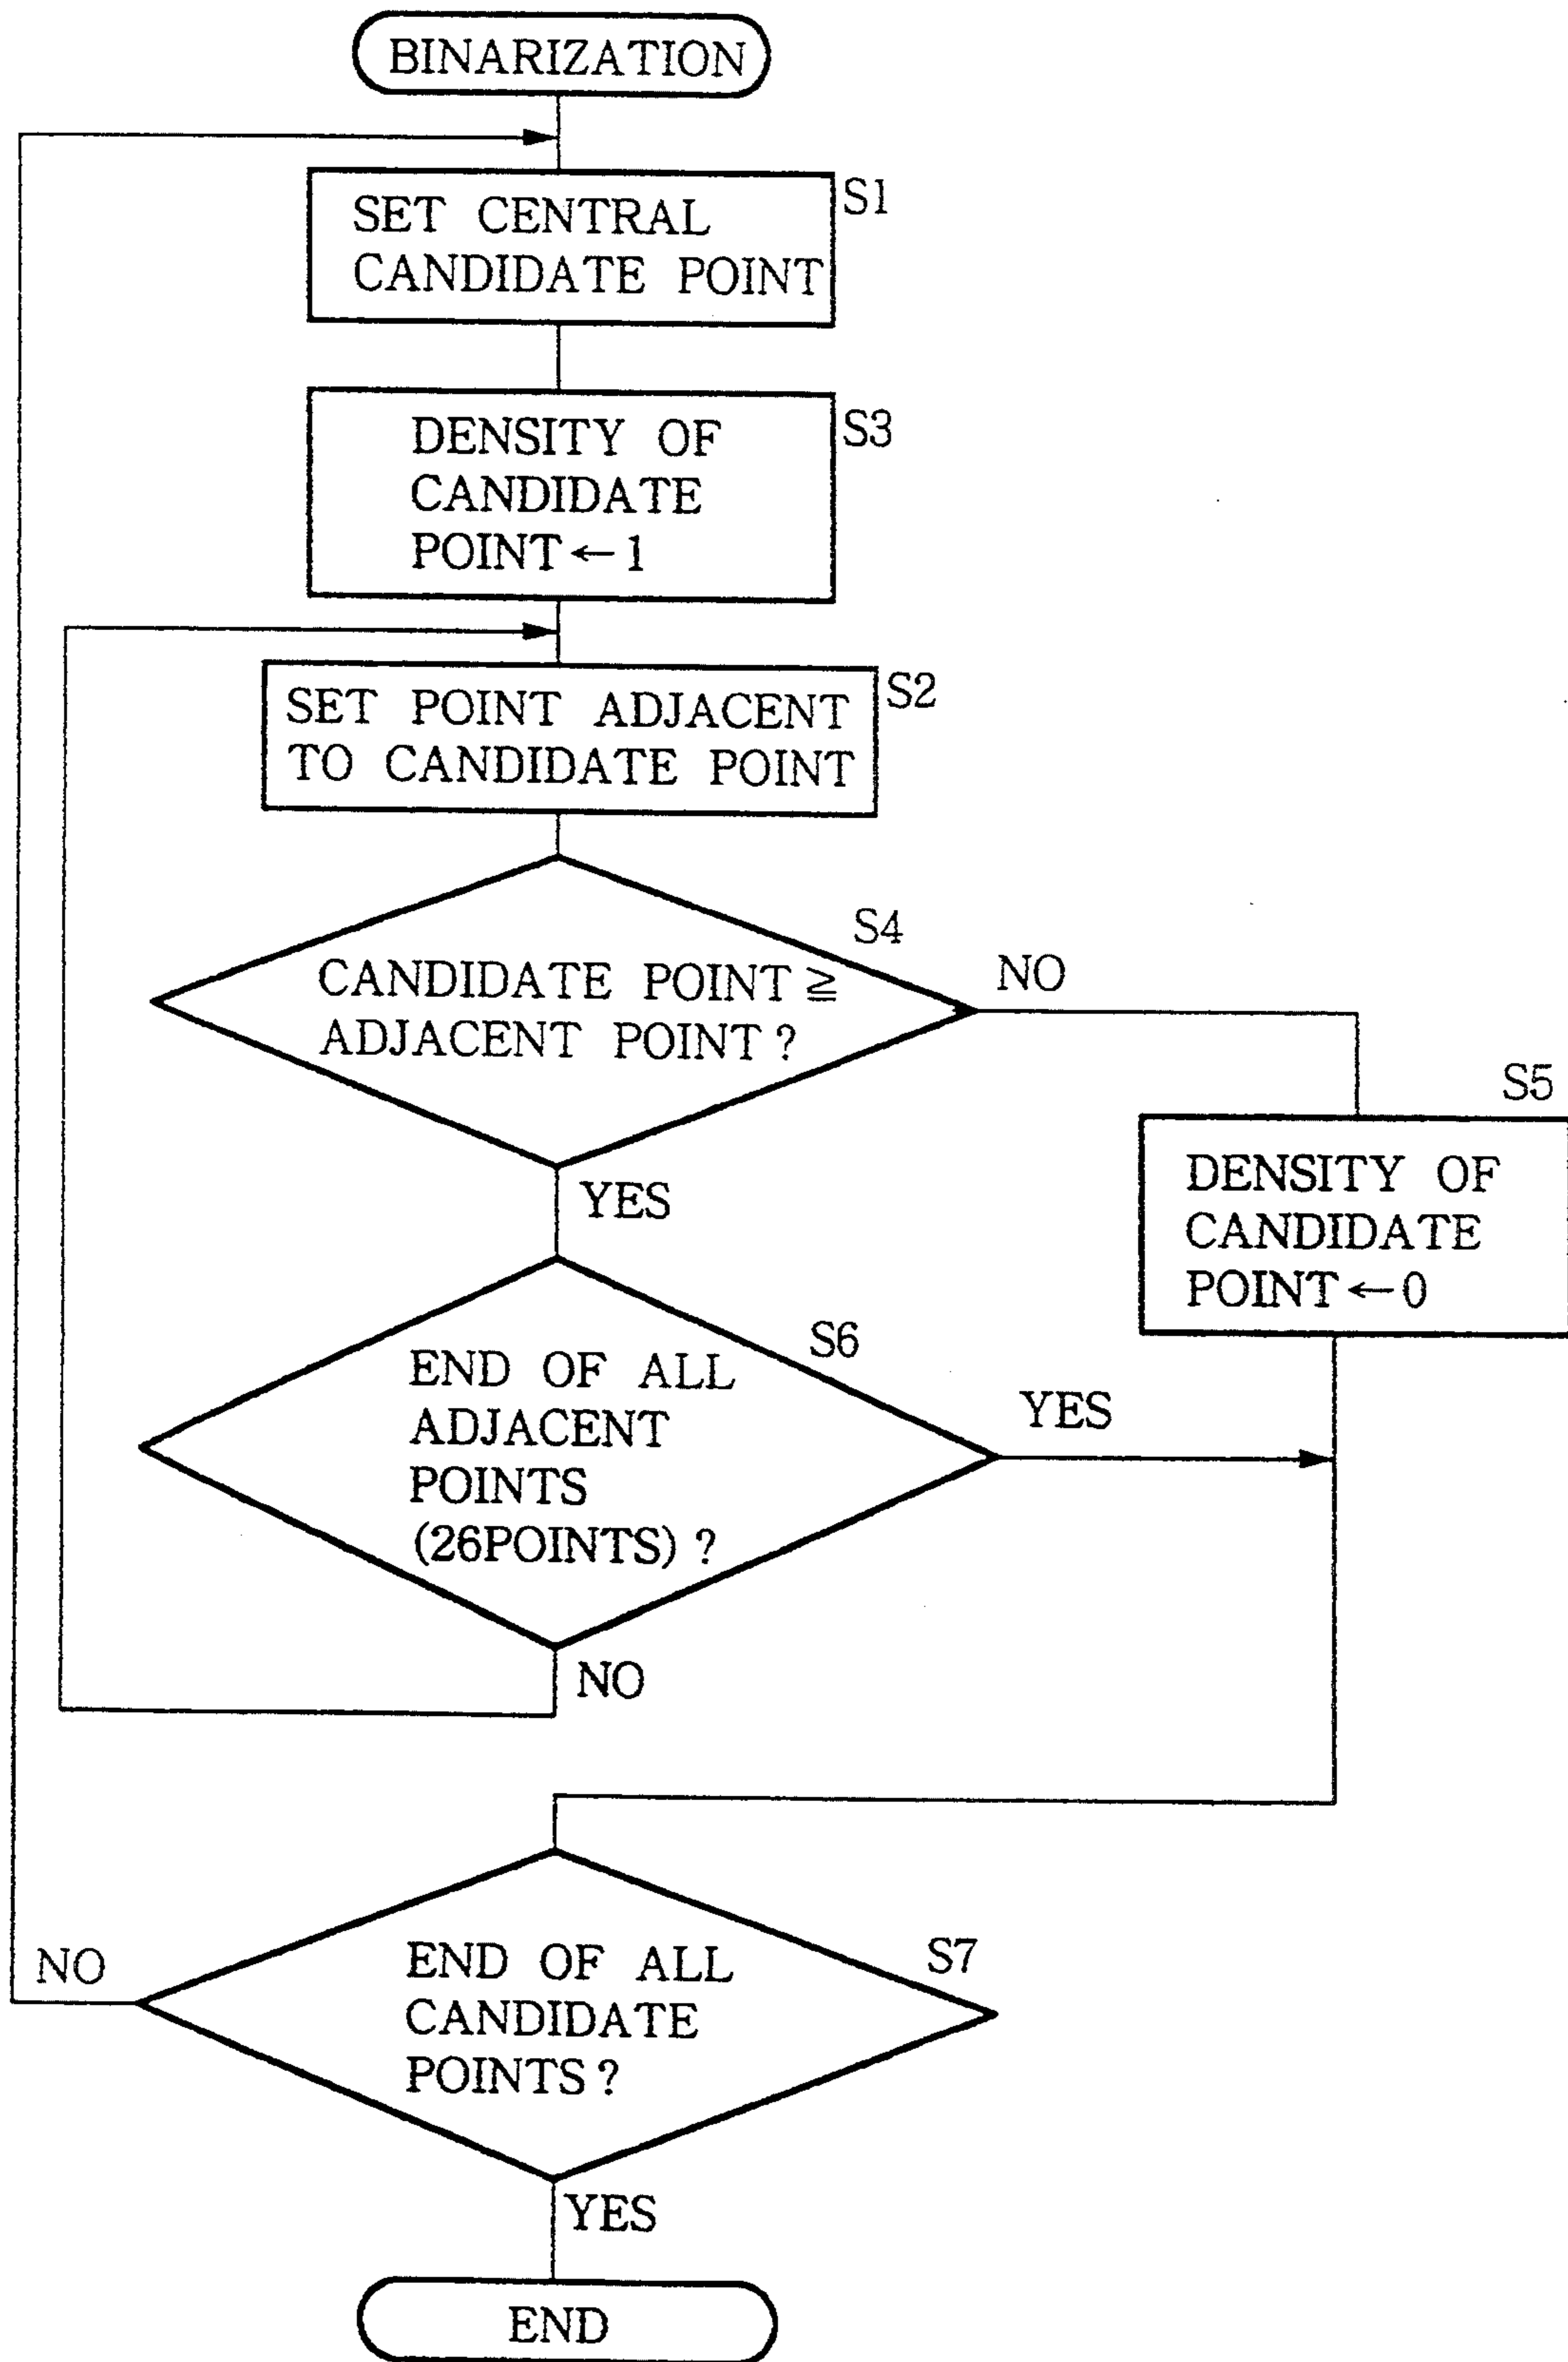 BINARIZATION
S1
SET CENTRAL
CANDIDATE POINT
S3
DENSITY OF
CANDIDATE
POINT←1
S2
SET POINT ADJACENT
TO CANDIDATE POINT
S4
CANDIDATE POINT≧
ADJACENT POINT?
NO
YES
S5
DENSITY OF
CANDIDATE
POINT←0
S6
END OF ALL
ADJACENT
POINTS
(26POINTS)?
YES
NO
S7
END OF ALL
CANDIDATE
POINTS?
NO
YES
END